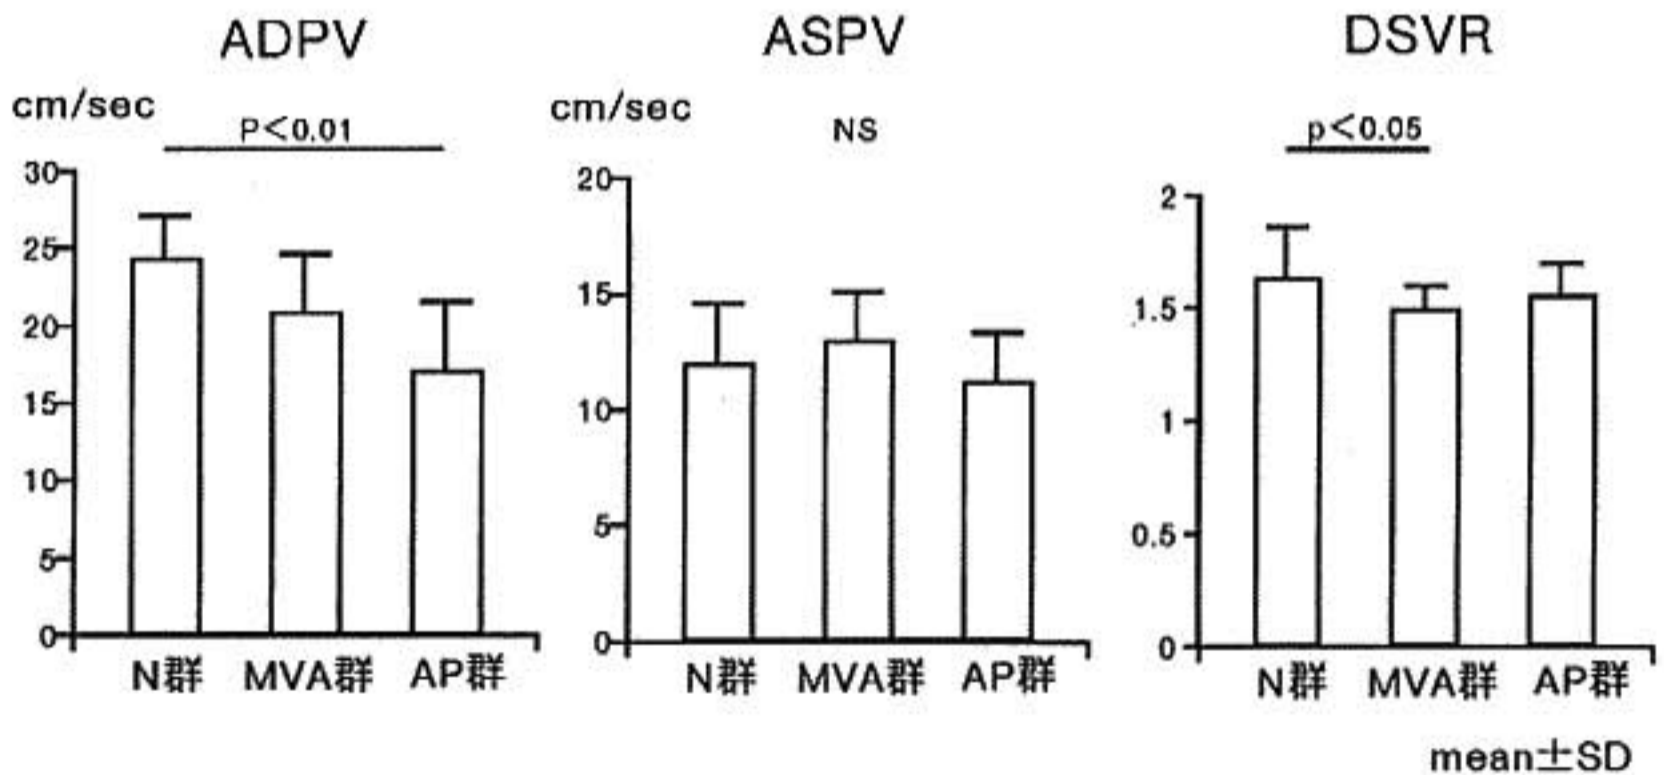 ADPV
cm/sec
P<0.01
30
25
20
15
10
5
0
N群 MVA群 AP群
ASPV
cm/sec
NS
20
15
10
5
0
N群 MVA群 AP群
DSVR
p<0.05
2
1.5
1
0.5
0
N群 MVA群 AP群
mean±SD